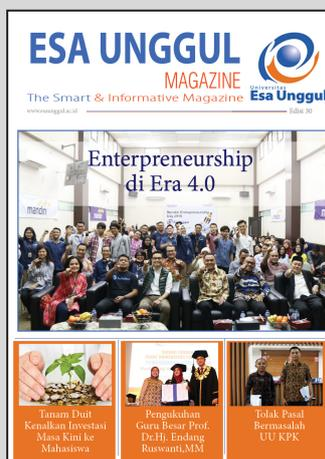 ESA UNGGUL
MAGAZINE
The Smart & Informative Magazine
Universitas
Esa Unggul
www.esaunggul.ac.id
Edisi 30
Enterpreneurship
di Era 4.0
mandiri
Tanam Duit
Kenalkan Investasi
Masa Kini ke
Mahasiswa
Pengukuhan
Guru Besar Prof.
Dr.Hj. Endang
Ruswanti,MM
Tolak Pasal
Bermasalah
UU KPK